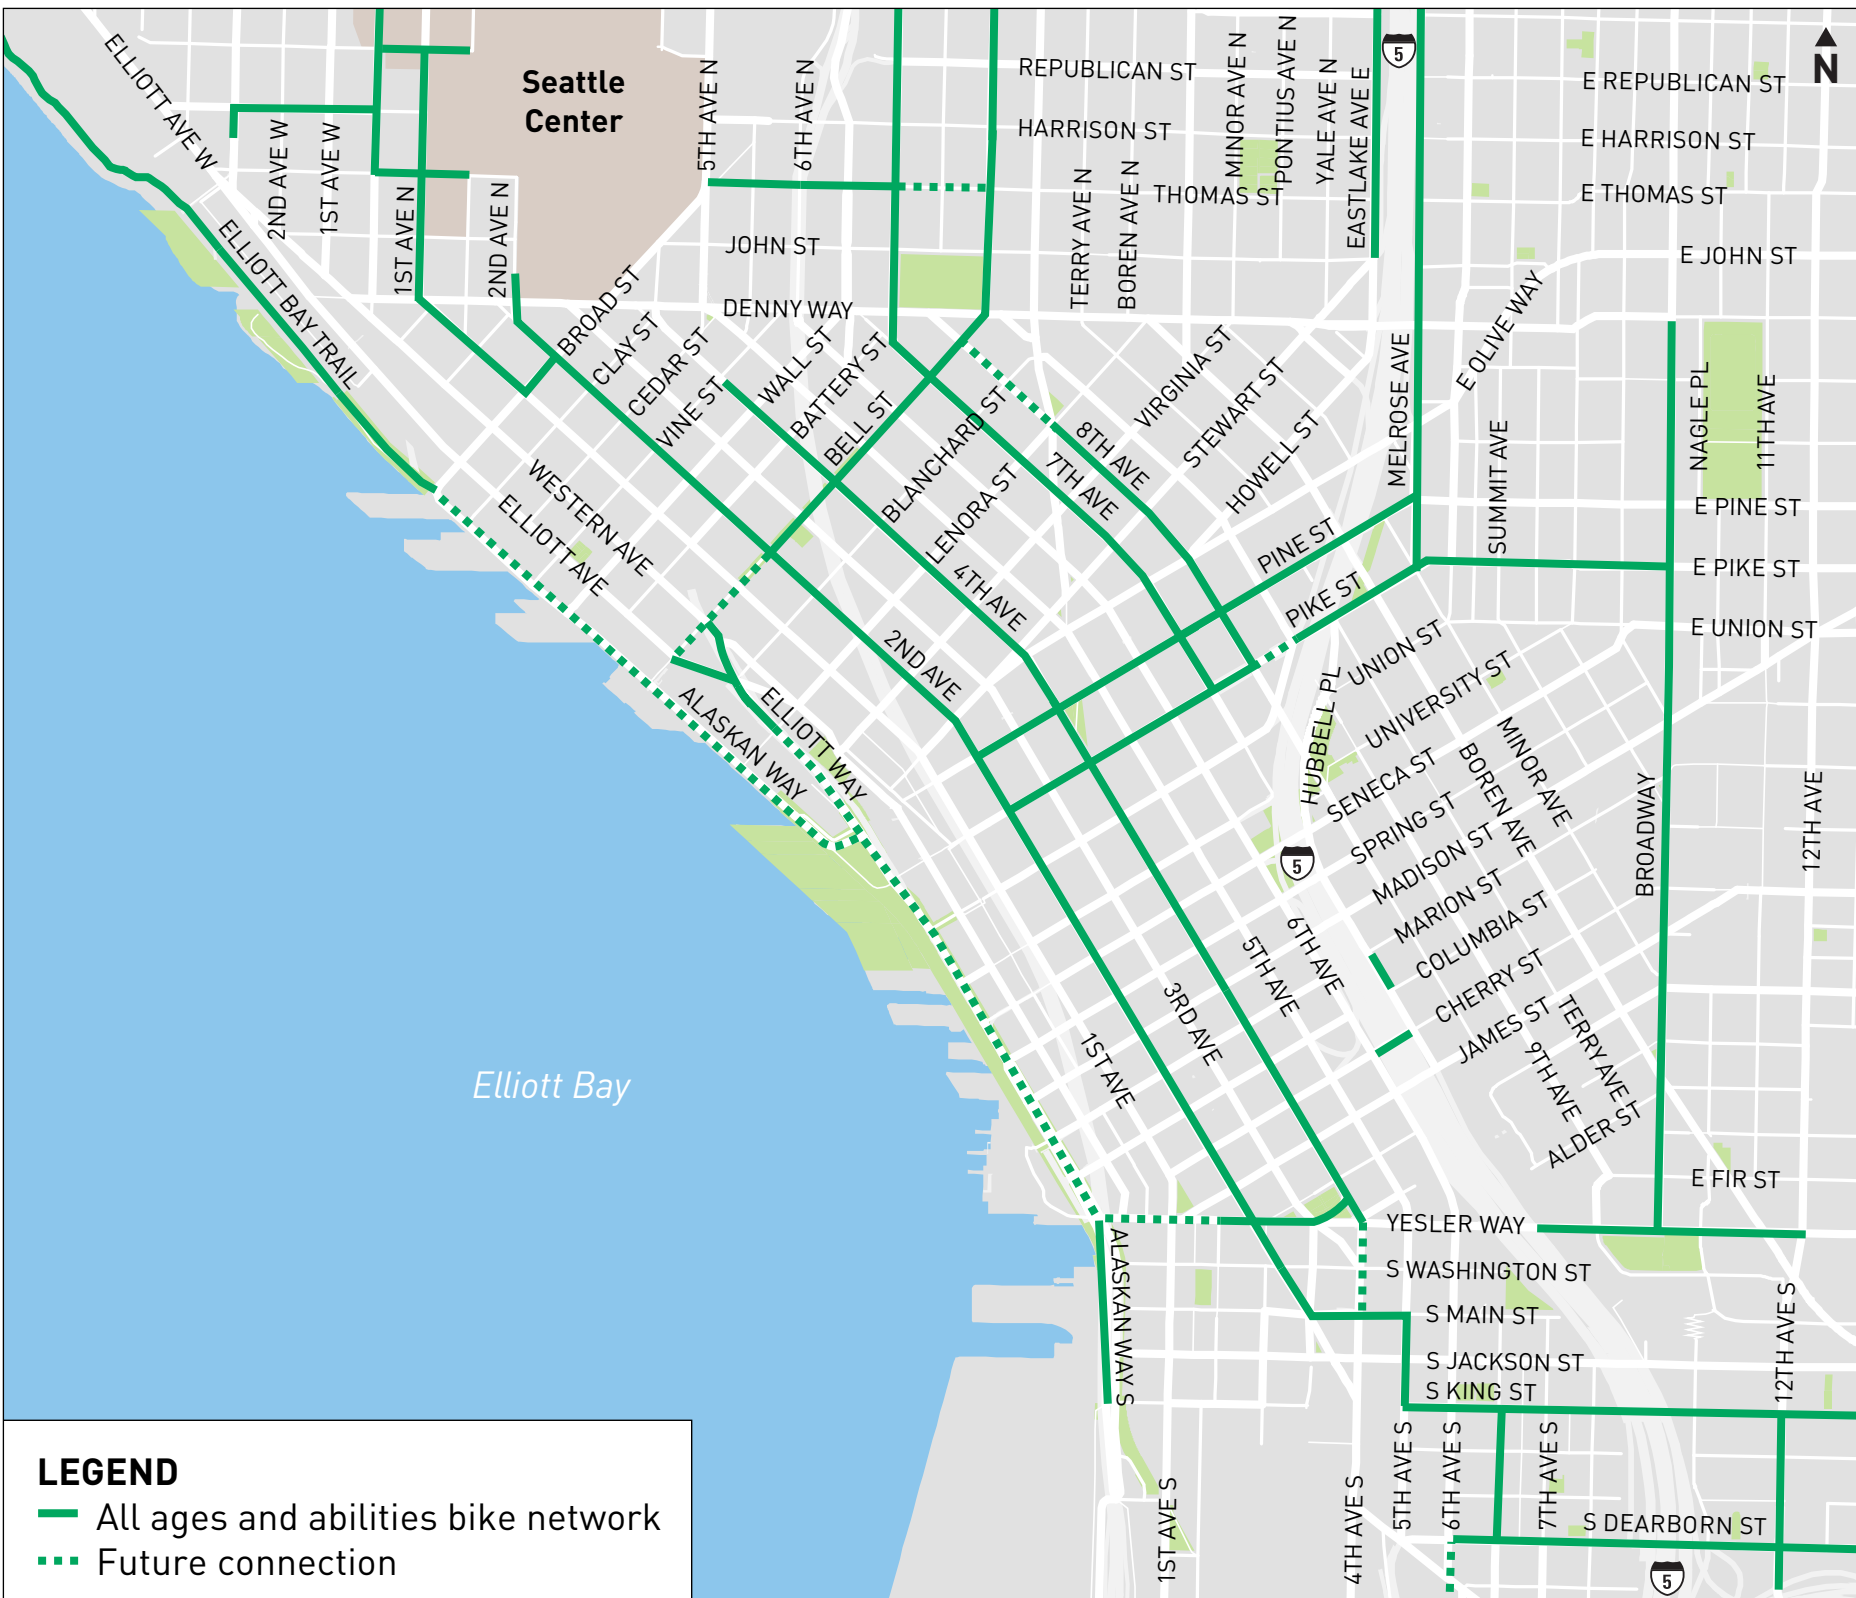 ELLIOTT AVE W
Seattle
Center
5TH AVE N
6TH AVE N
REPUBLICAN ST
HARRISON ST
MINOR AVE N
PONTIUS AVE N
YALE AVE N
EASTLAKE AVE E
5
E REPUBLICAN ST
E HARRISON ST
E THOMAS ST
E JOHN ST
N
2ND AVE W
1ST AVE W
1ST AVE N
2ND AVE N
THOMAS ST
TERRY AVE N
BOREN AVE N
JOHN ST
DENNY WAY
ELLIOTT BAY TRAIL
BROAD ST
CLAY ST
CEDAR ST
VINE ST
WALL ST
BATTERY ST
BELL ST
BLANCHARD ST
LENORA ST
VIRGINIA ST
STEWART ST
HOWELL ST
8TH AVE
7TH AVE
MELROSE AVE
E OLIVE WAY
SUMMIT AVE
NAGLE PL
11TH AVE
E PINE ST
E PIKE ST
E UNION ST
WESTERN AVE
ELLIOTT AVE
4TH AVE
2ND AVE
PINE ST
PIKE ST
UNION ST
UNIVERSITY ST
HUBBELL PL
SENECA ST
SPRING ST
MADISON ST
MARION ST
COLUMBIA ST
CHERRY ST
JAMES ST
MINOR AVE
BOREN AVE
BROADWAY
12TH AVE
ALASKAN WAY
ELLIOTT WAY
5
6TH AVE
5TH AVE
3RD AVE
1ST AVE
TERRY AVE
9TH AVE
ALDER ST
E FIR ST
Elliott Bay
YESLER WAY
S WASHINGTON ST
S MAIN ST
S JACKSON ST
S KING ST
ALASKAN WAY S
12TH AVE S
1ST AVE S
4TH AVE S
5TH AVE S
6TH AVE S
7TH AVE S
S DEARBORN ST
5
LEGEND
All ages and abilities bike network
Future connection